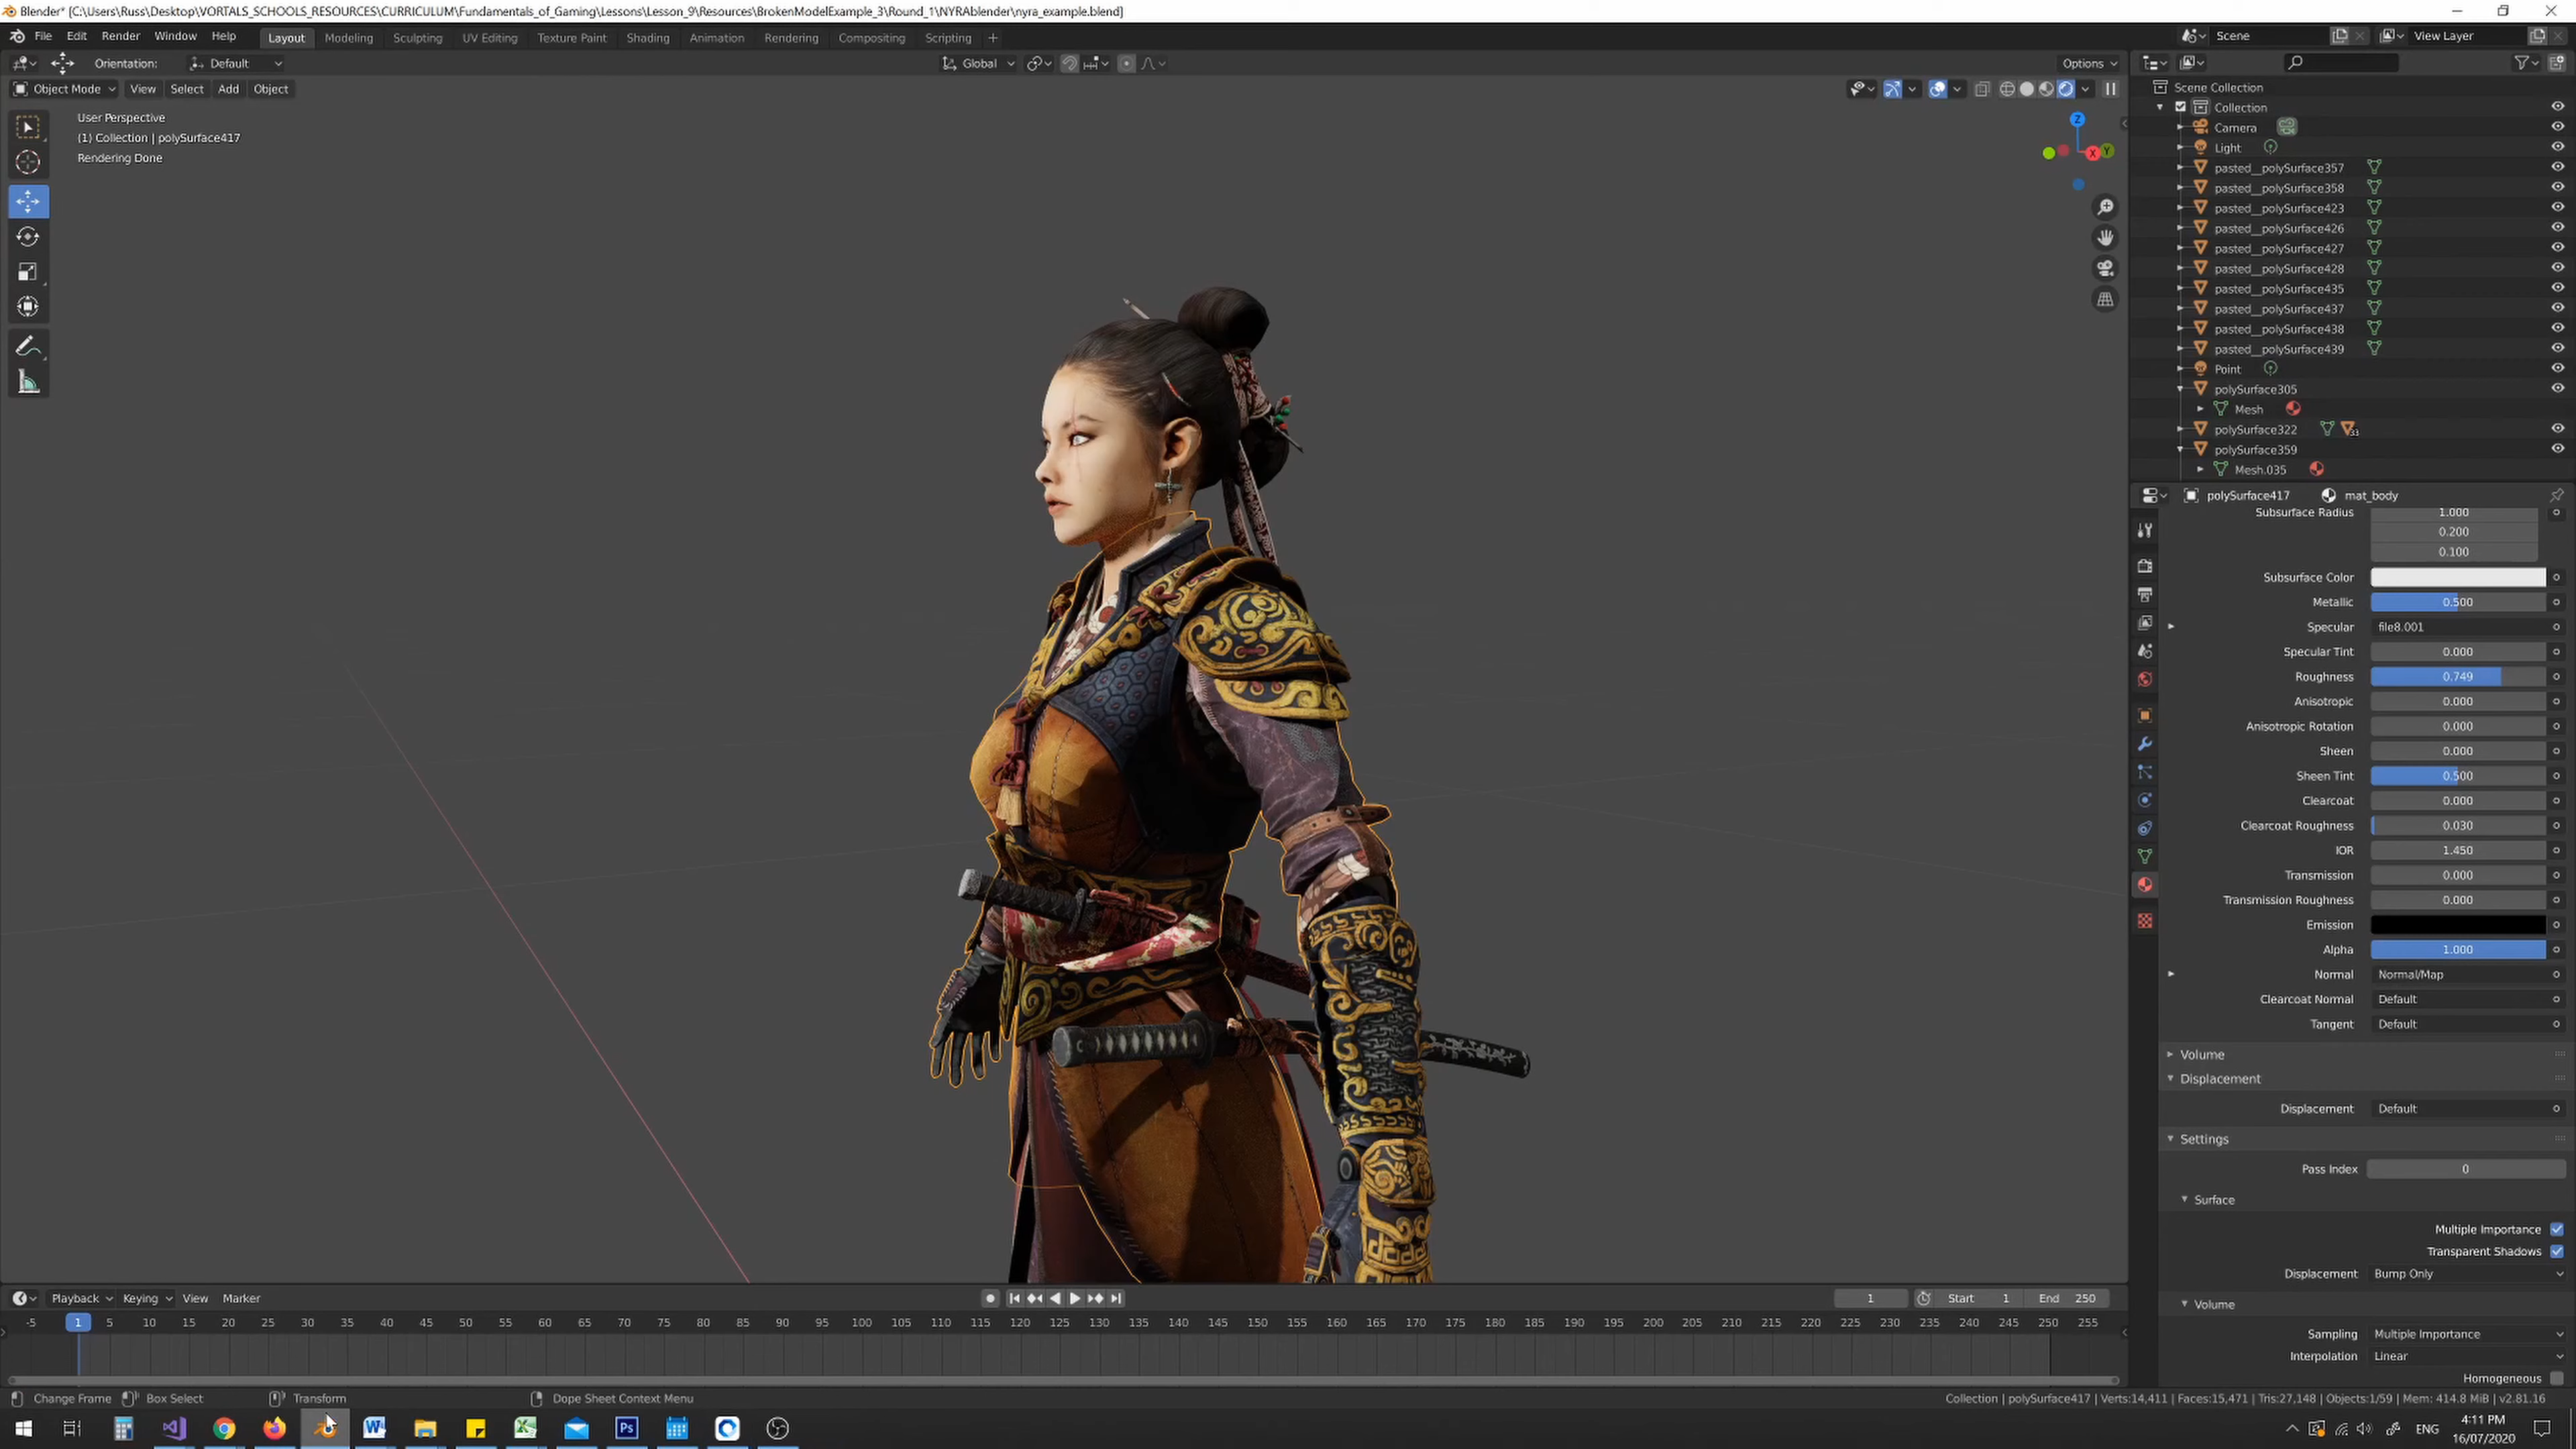 Blender* [C:\Users\Russ\Desktop\VORTALS_SCHOOLS_RESOURCES\CURRICULUM\Fundamentals_of_Gaming\Lessons\Lesson_9\Resources\BrokenModelExample_3\Round_1\NYRAblender\nyra_example.blend]
File Edit Render Window Help Layout Modeling Sculpting UV Editing Texture Paint Shading Animation Rendering Compositing Scripting + Scene View Layer
Orientation: Default Global Options
Object Mode View Select Add Object
User Perspective
(1) Collection | polySurface417
Rendering Done
Z
X Y
Scene Collection
Collection
Camera
Light
pasted__polySurface357
pasted__polySurface358
pasted__polySurface423
pasted__polySurface426
pasted__polySurface427
pasted__polySurface428
pasted__polySurface435
pasted__polySurface437
pasted__polySurface438
pasted__polySurface439
Point
polySurface305
Mesh
polySurface322 33
polySurface359
Mesh.035
polySurface417 mat_body
Subsurface Radius 1.000
0.200
0.100
Subsurface Color
Metallic 0.500
Specular file8.001
Specular Tint 0.000
Roughness 0.749
Anisotropic 0.000
Anisotropic Rotation 0.000
Sheen 0.000
Sheen Tint 0.500
Clearcoat 0.000
Clearcoat Roughness 0.030
IOR 1.450
Transmission 0.000
Transmission Roughness 0.000
Emission
Alpha 1.000
Normal Normal/Map
Clearcoat Normal Default
Tangent Default
Volume
Displacement
Displacement Default
Settings
Pass Index 0
Surface
Multiple Importance
Transparent Shadows
Displacement Bump Only
Volume
Sampling Multiple Importance
Interpolation Linear
Homogeneous
Playback Keying View Marker 1 Start 1 End 250
-5 1 5 10 15 20 25 30 35 40 45 50 55 60 65 70 75 80 85 90 95 100 105 110 115 120 125 130 135 140 145 150 155 160 165 170 175 180 185 190 195 200 205 210 215 220 225 230 235 240 245 250 255
Change Frame Box Select Transform Dope Sheet Context Menu Collection | polySurface417 | Verts:14,411 | Faces:15,471 | Tris:27,148 | Objects:1/59 | Mem: 414.8 MiB | v2.81.16
Ps ENG 4:11 PM
16/07/2020